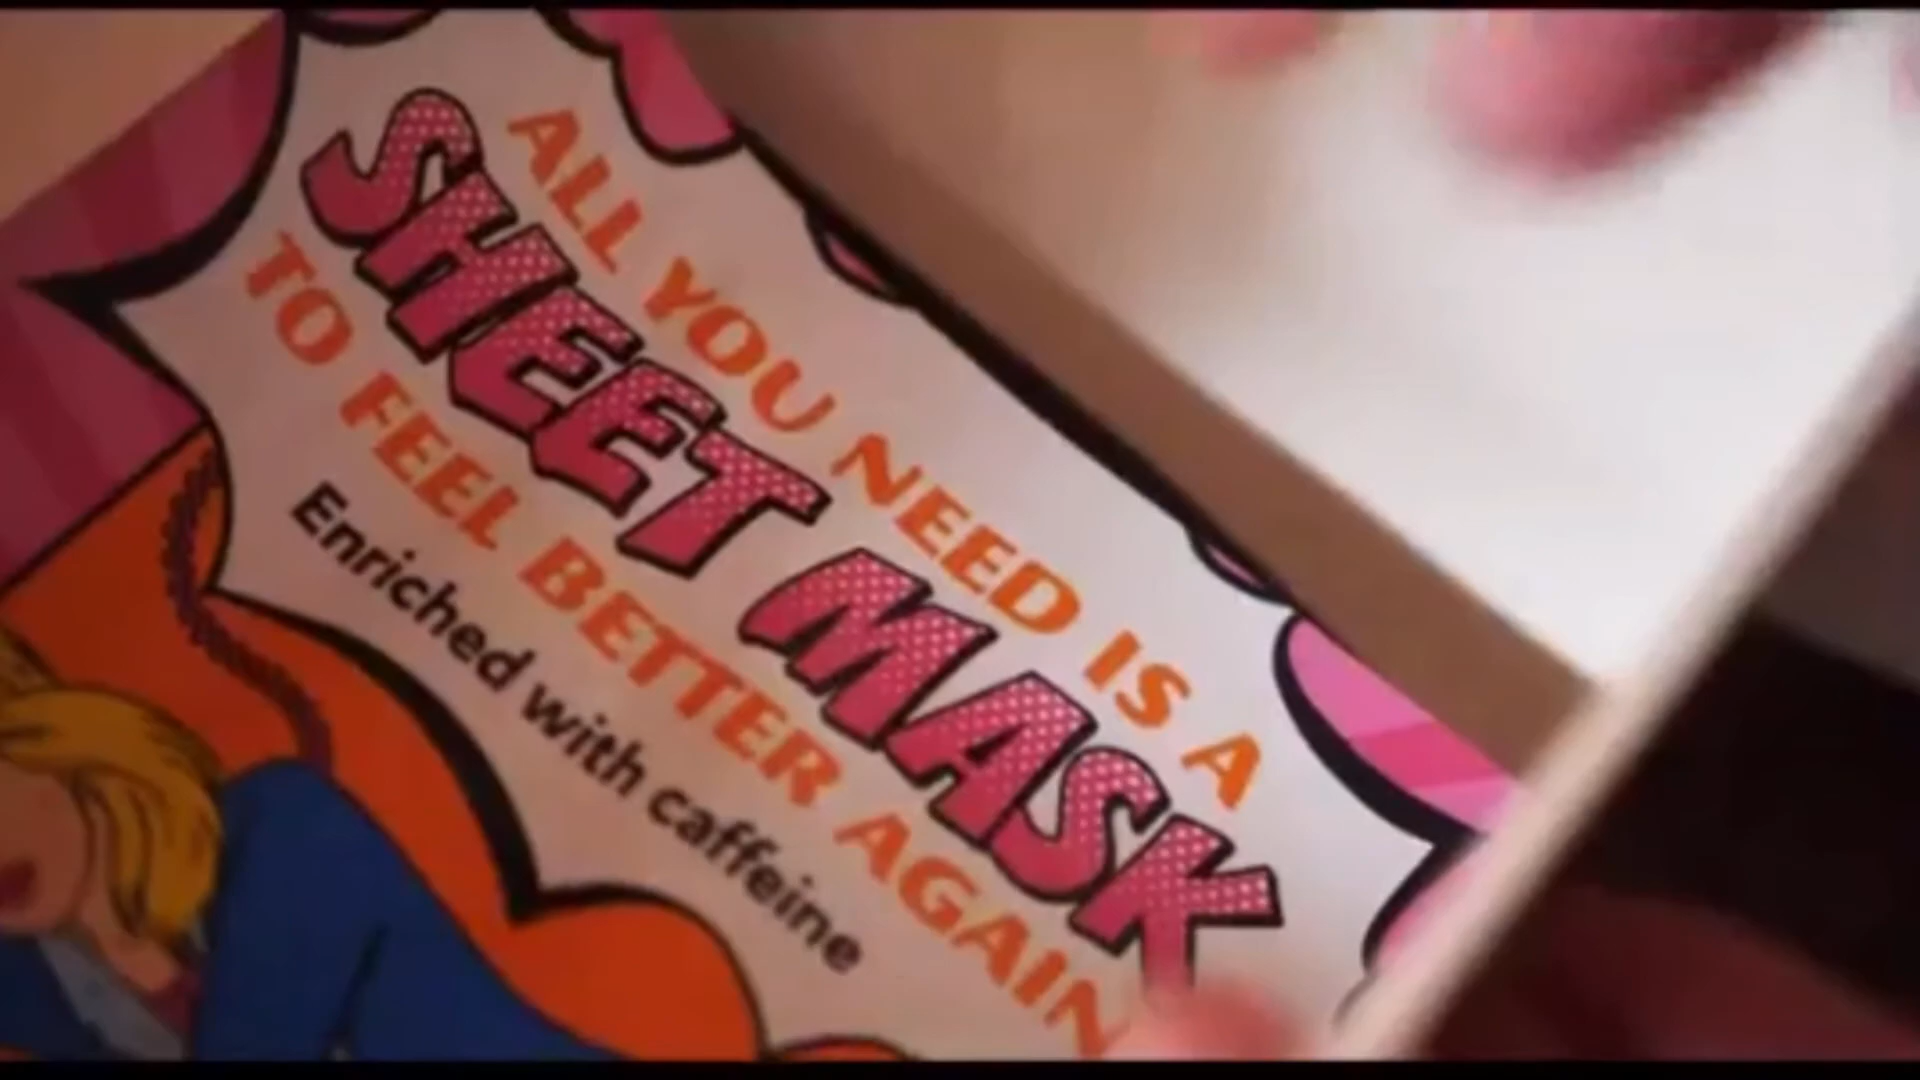 ALL YOU NEED IS A
SHEET MASK
TO FEEL BETTER AGAIN
Enriched with caffeine